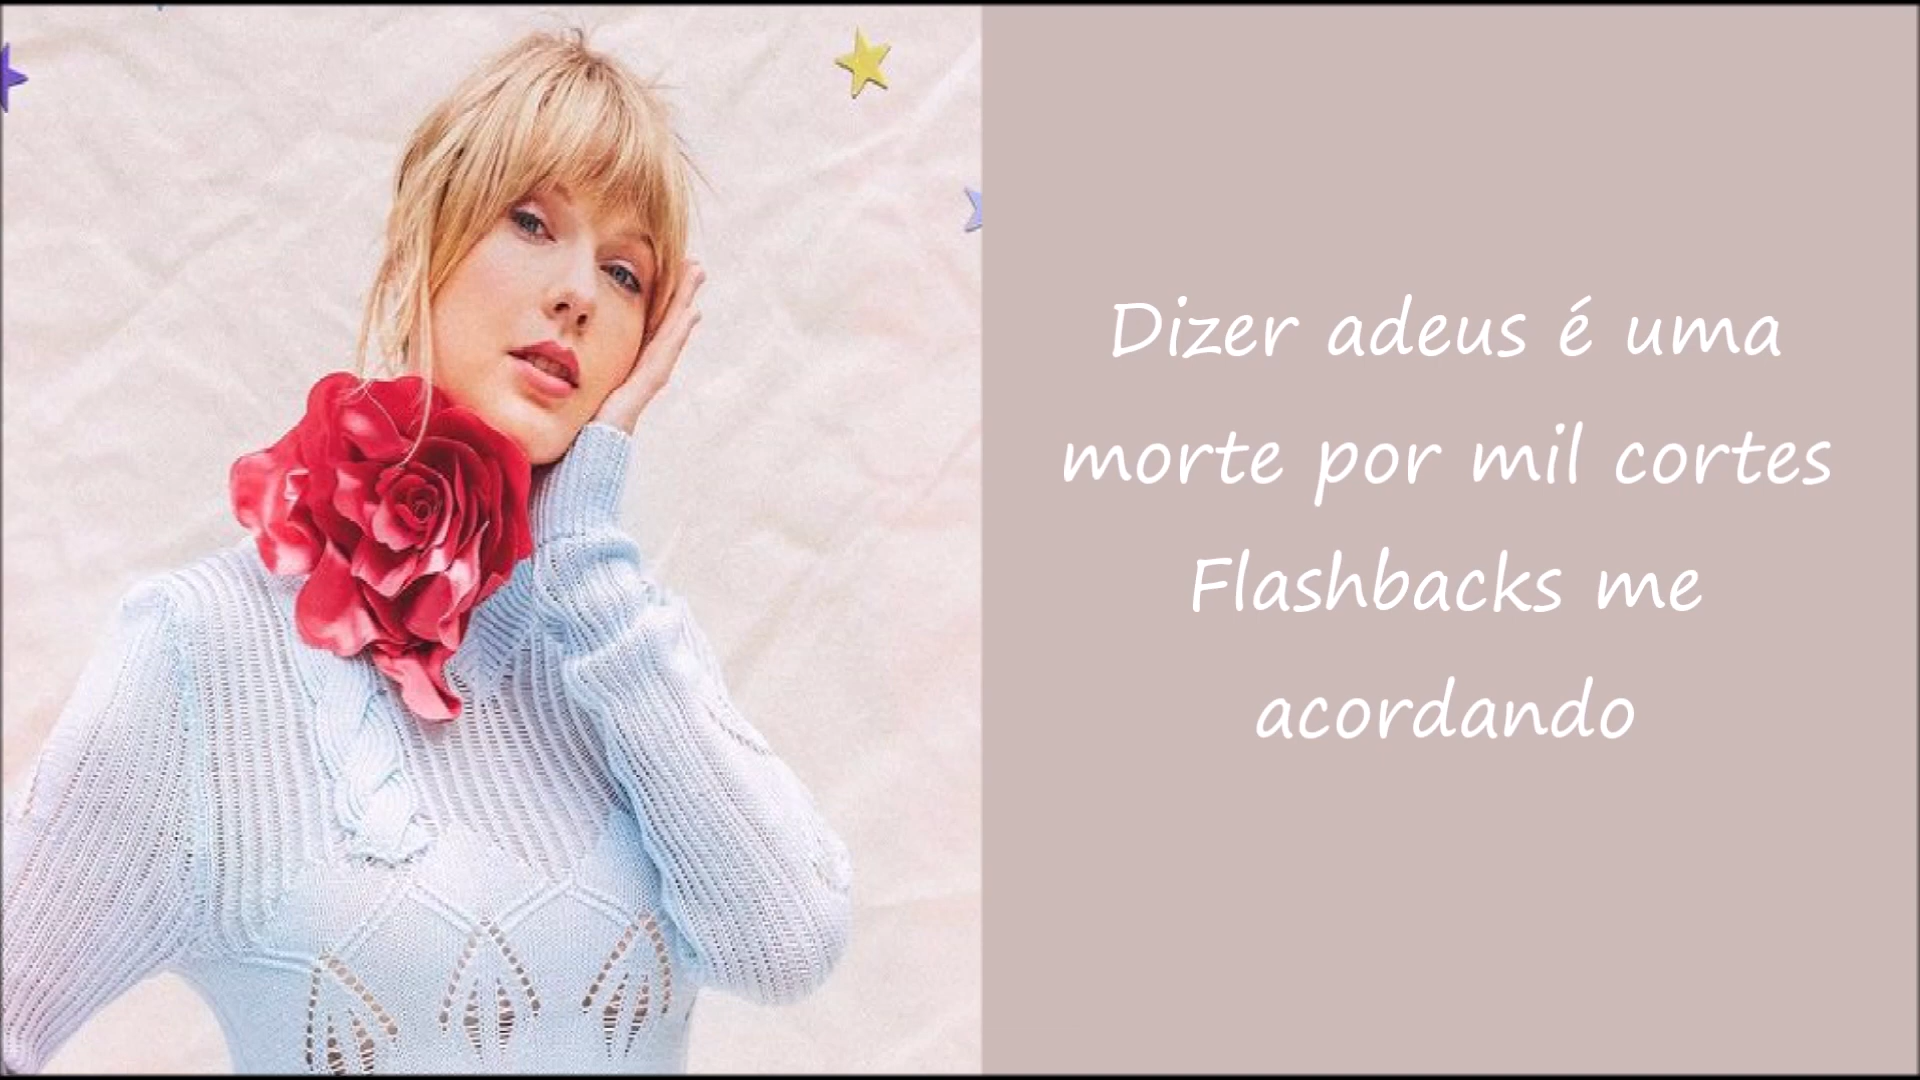 Dizer adeus é uma
morte por mil cortes
Flashbacks me
acordando